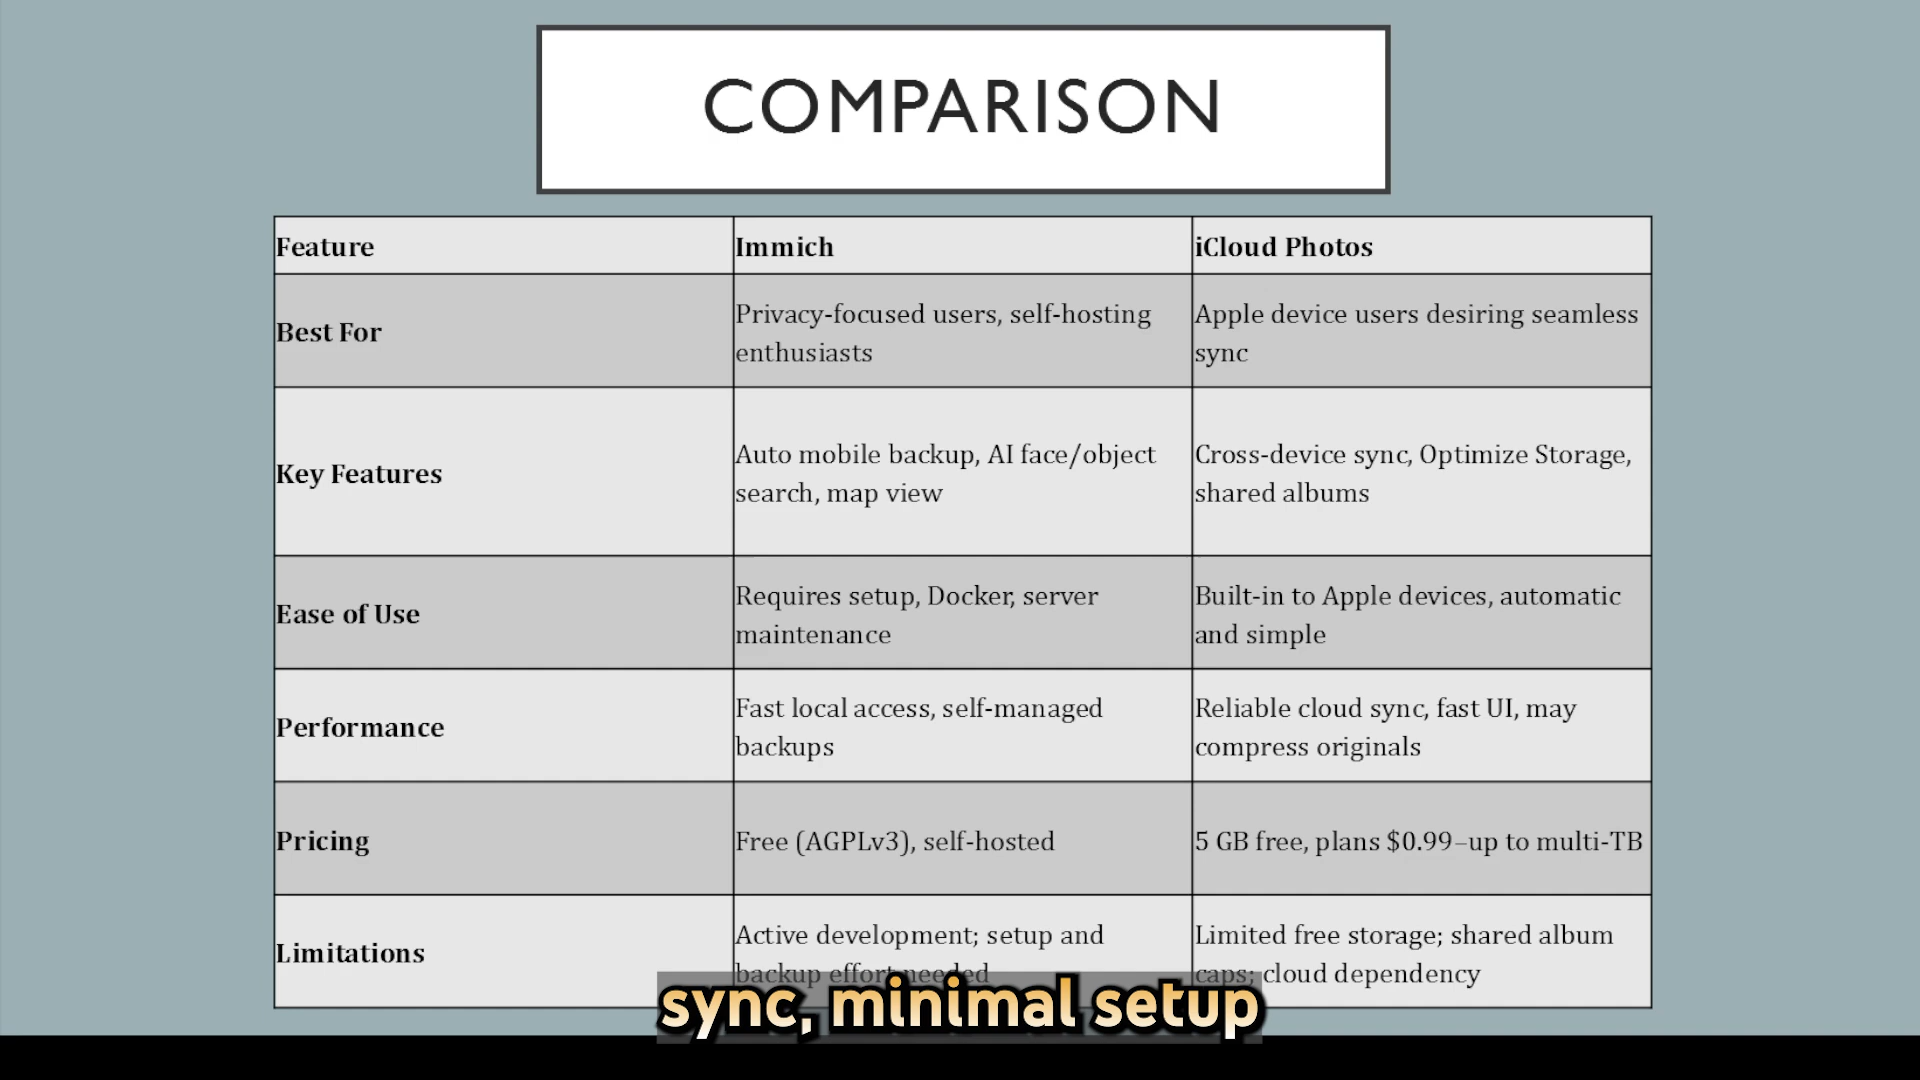 COMPARISON
Feature
Immich
iCloud Photos
Best For
Privacy-focused users, self-hosting
enthusiasts
Apple device users desiring seamless
sync
Key Features
Auto mobile backup, AI face/object
search, map view
Cross-device sync, Optimize Storage,
shared albums
Ease of Use
Requires setup, Docker, server
maintenance
Built-in to Apple devices, automatic
and simple
Performance
Fast local access, self-managed
backups
Reliable cloud sync, fast UI, may
compress originals
Pricing
Free (AGPLv3), self-hosted
5 GB free, plans $0.99–up to multi-TB
Limitations
Active development; setup and
backup effort needed
Limited free storage; shared album
caps; cloud dependency
sync, minimal setup